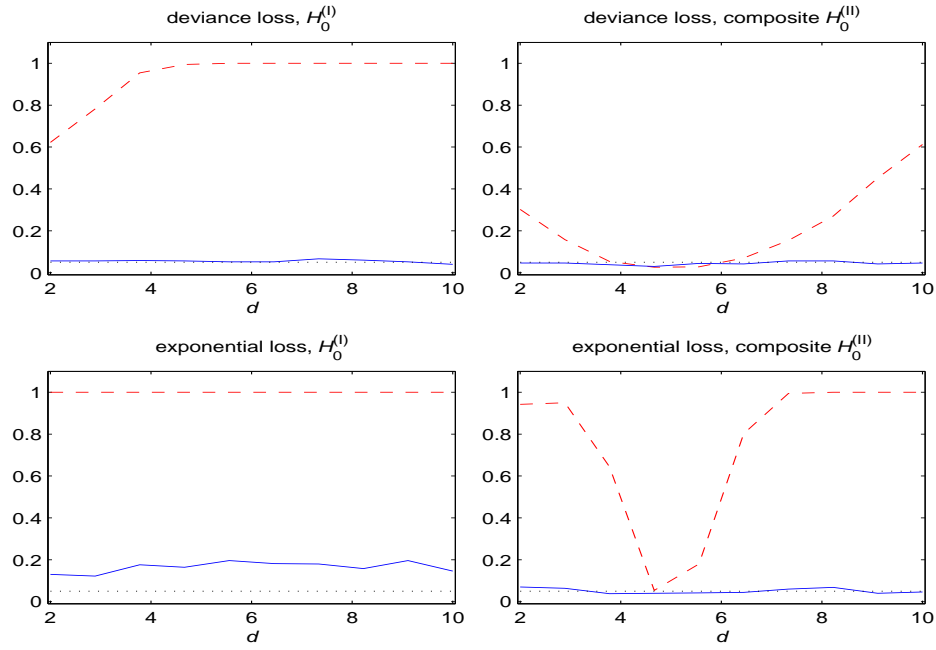 deviance loss, H₀⁽ᴵ⁾
1
0.8
0.6
0.4
0.2
0
2 4 6 8 10
d
deviance loss, composite H₀⁽ᴵᴵ⁾
1
0.8
0.6
0.4
0.2
0
2 4 6 8 10
d
exponential loss, H₀⁽ᴵ⁾
1
0.8
0.6
0.4
0.2
0
2 4 6 8 10
d
exponential loss, composite H₀⁽ᴵᴵ⁾
1
0.8
0.6
0.4
0.2
0
2 4 6 8 10
d